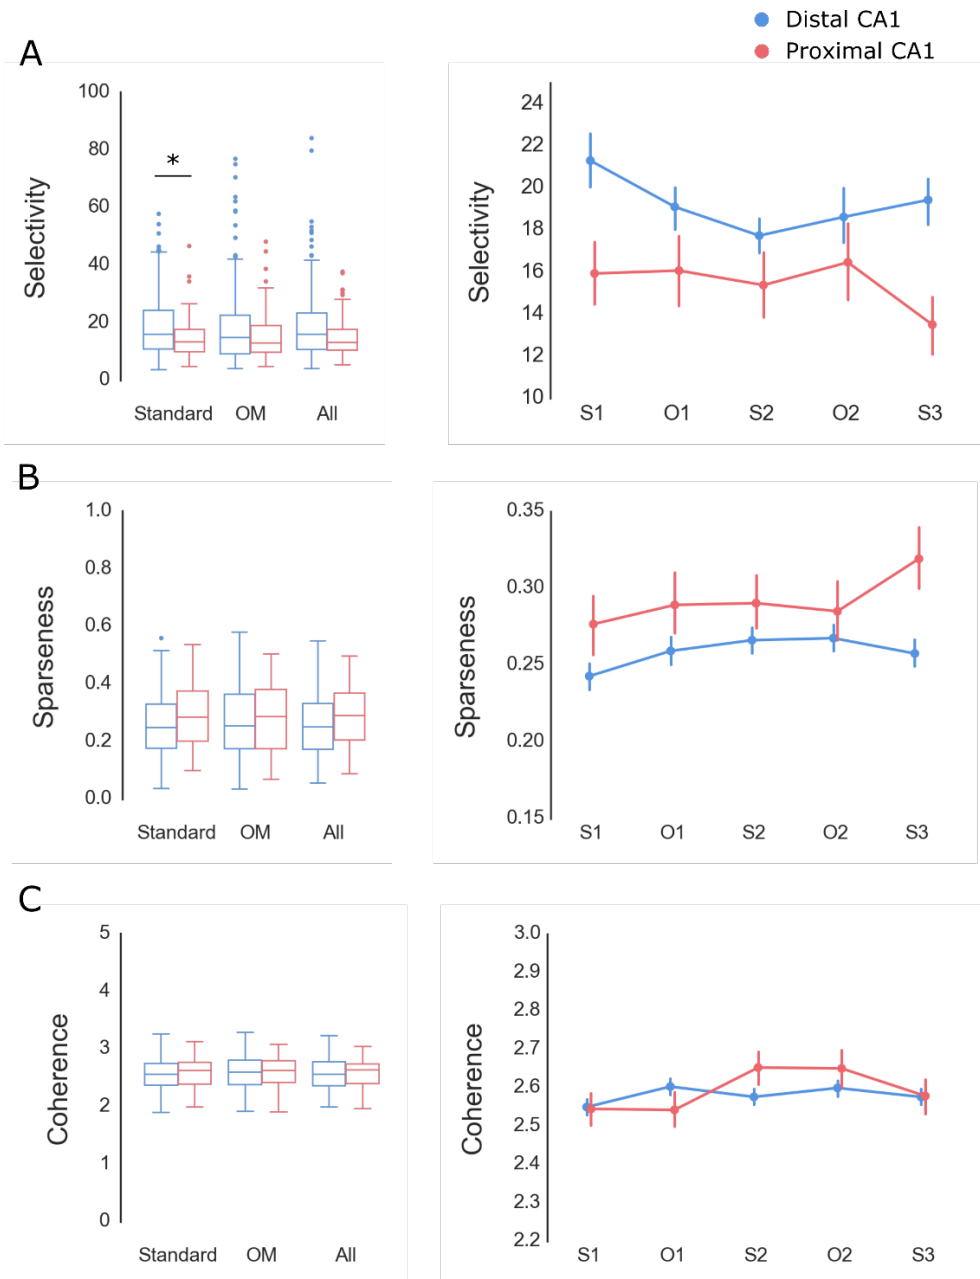 Distal CA1
Proximal CA1
A
Selectivity
100
80
60
40
20
0
*
Standard OM All
Selectivity
24
22
20
18
16
14
12
10
S1 O1 S2 O2 S3
B
Sparseness
1.0
0.8
0.6
0.4
0.2
0.0
Standard OM All
Sparseness
0.35
0.30
0.25
0.20
0.15
S1 O1 S2 O2 S3
C
Coherence
5
4
3
2
1
0
Standard OM All
Coherence
3.0
2.9
2.8
2.7
2.6
2.5
2.4
2.3
2.2
S1 O1 S2 O2 S3